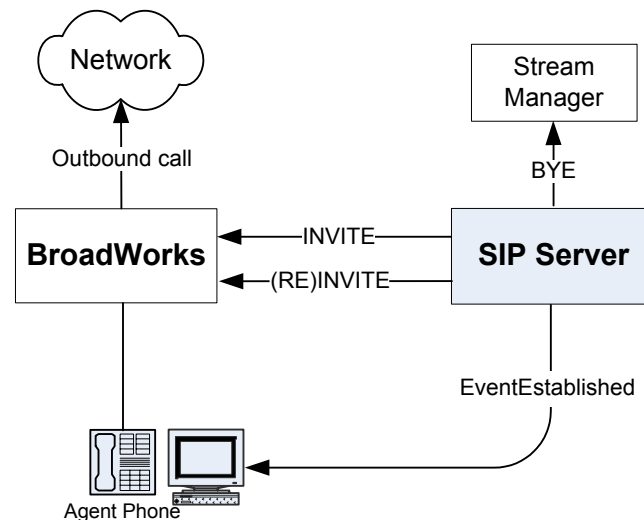 Network
Stream
Manager
Outbound call
BYE
BroadWorks
INVITE
SIP Server
(RE)INVITE
EventEstablished
Agent Phone